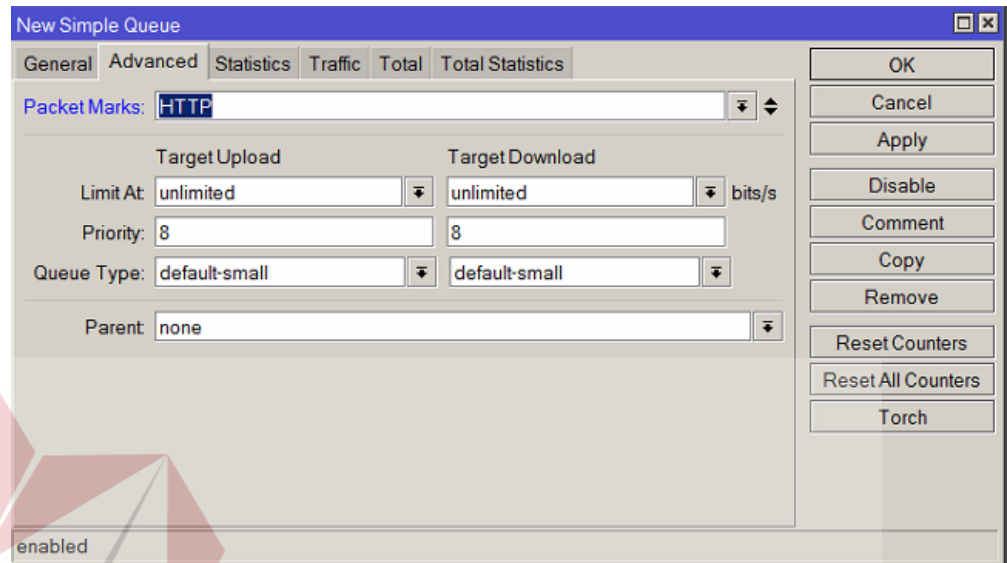 New Simple Queue
General Advanced Statistics Traffic Total Total Statistics
OK
Packet Marks: HTTP
Cancel
Apply
Target Upload Target Download
Limit At: unlimited unlimited bits/s
Disable
Priority: 8 8
Comment
Queue Type: default-small default-small
Copy
Remove
Parent: none
Reset Counters
Reset All Counters
Torch
enabled